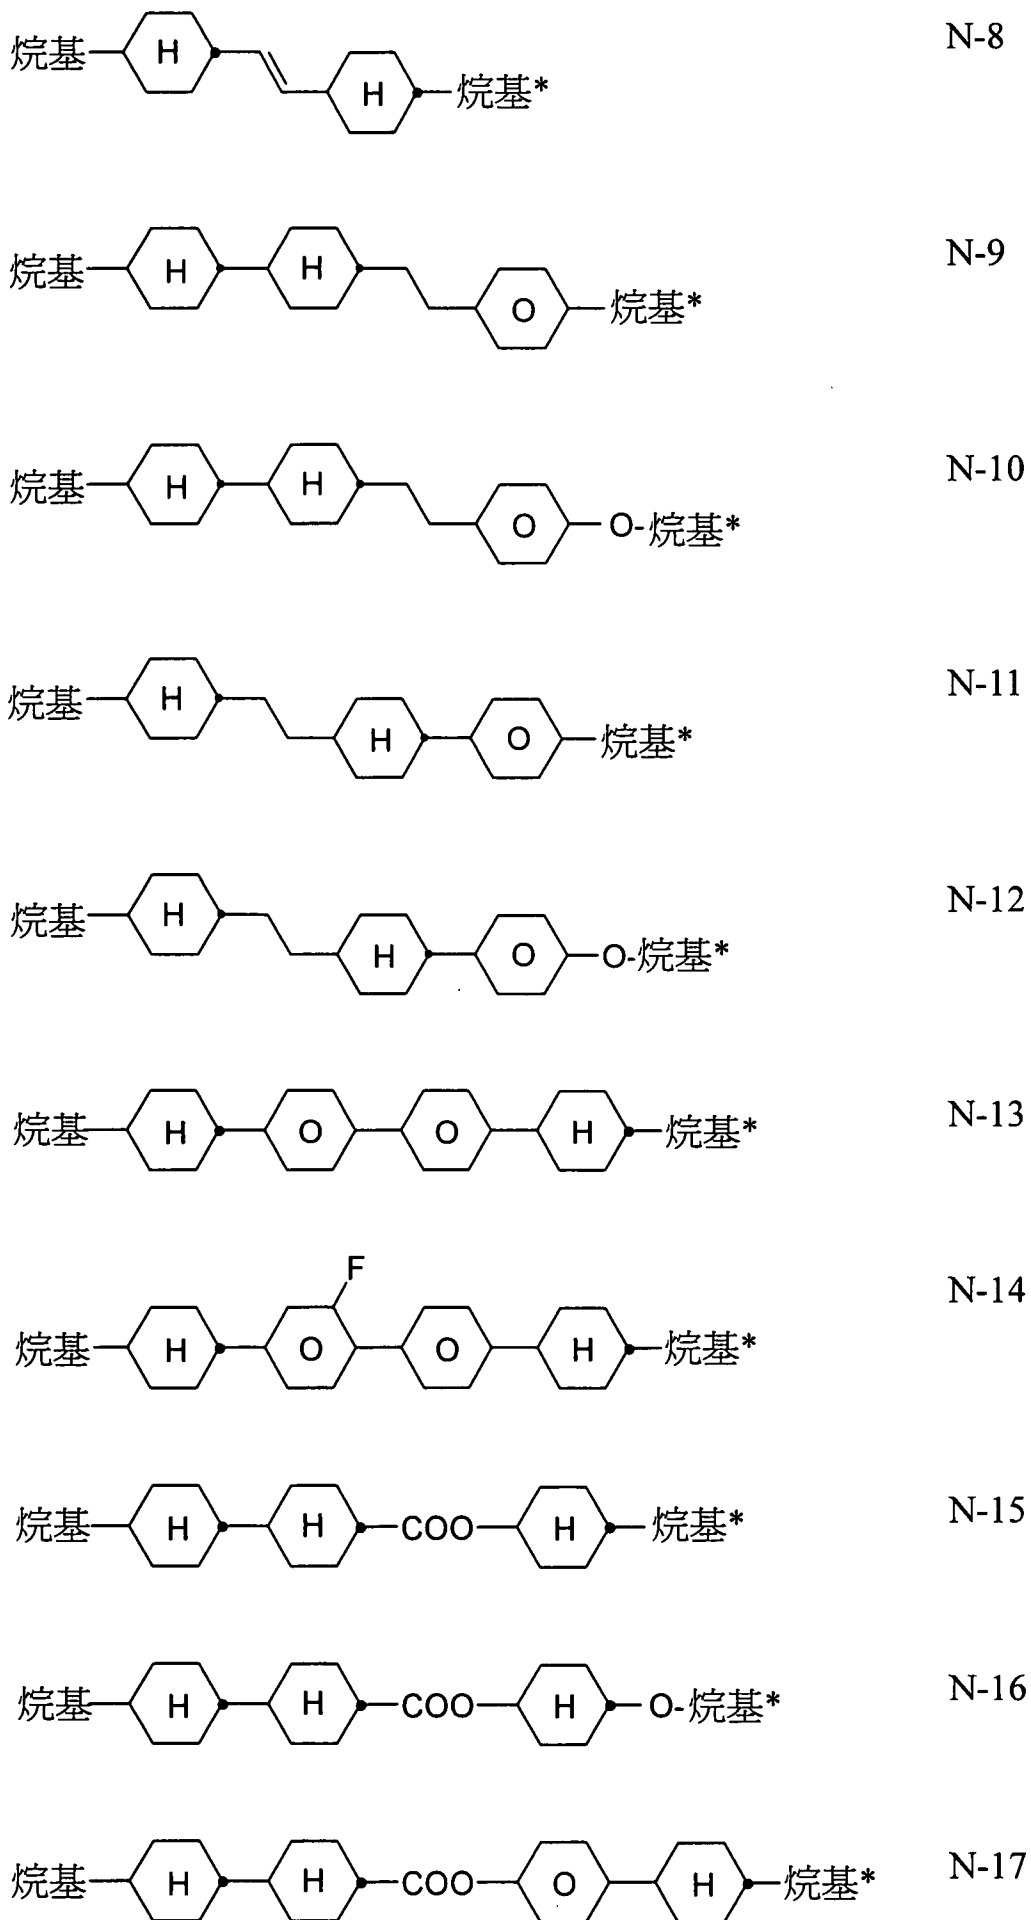 烷基 H H 烷基* N-8
烷基 H H O 烷基* N-9
烷基 H H O O-烷基* N-10
烷基 H H O 烷基* N-11
烷基 H H O O-烷基* N-12
烷基 H O O H 烷基* N-13
F
烷基 H O O H 烷基* N-14
烷基 H H COO H 烷基* N-15
烷基 H H COO H O-烷基* N-16
烷基 H H COO O H 烷基* N-17